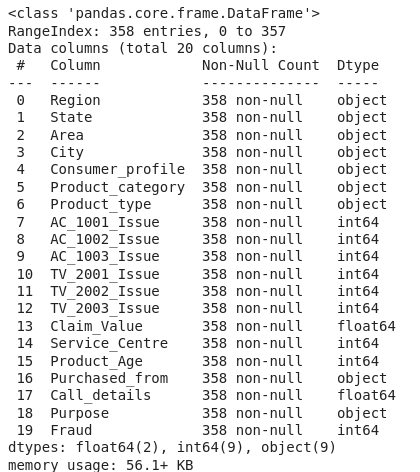 <class 'pandas.core.frame.DataFrame'>
RangeIndex: 358 entries, 0 to 357
Data columns (total 20 columns):
 #   Column            Non-Null Count  Dtype
---  ------            --------------  -----
 0   Region            358 non-null    object
 1   State             358 non-null    object
 2   Area              358 non-null    object
 3   City              358 non-null    object
 4   Consumer_profile  358 non-null    object
 5   Product_category  358 non-null    object
 6   Product_type      358 non-null    object
 7   AC_1001_Issue     358 non-null    int64
 8   AC_1002_Issue     358 non-null    int64
 9   AC_1003_Issue     358 non-null    int64
 10  TV_2001_Issue     358 non-null    int64
 11  TV_2002_Issue     358 non-null    int64
 12  TV_2003_Issue     358 non-null    int64
 13  Claim_Value       358 non-null    float64
 14  Service_Centre    358 non-null    int64
 15  Product_Age       358 non-null    int64
 16  Purchased_from    358 non-null    object
 17  Call_details      358 non-null    float64
 18  Purpose           358 non-null    object
 19  Fraud             358 non-null    int64
dtypes: float64(2), int64(9), object(9)
memory usage: 56.1+ KB